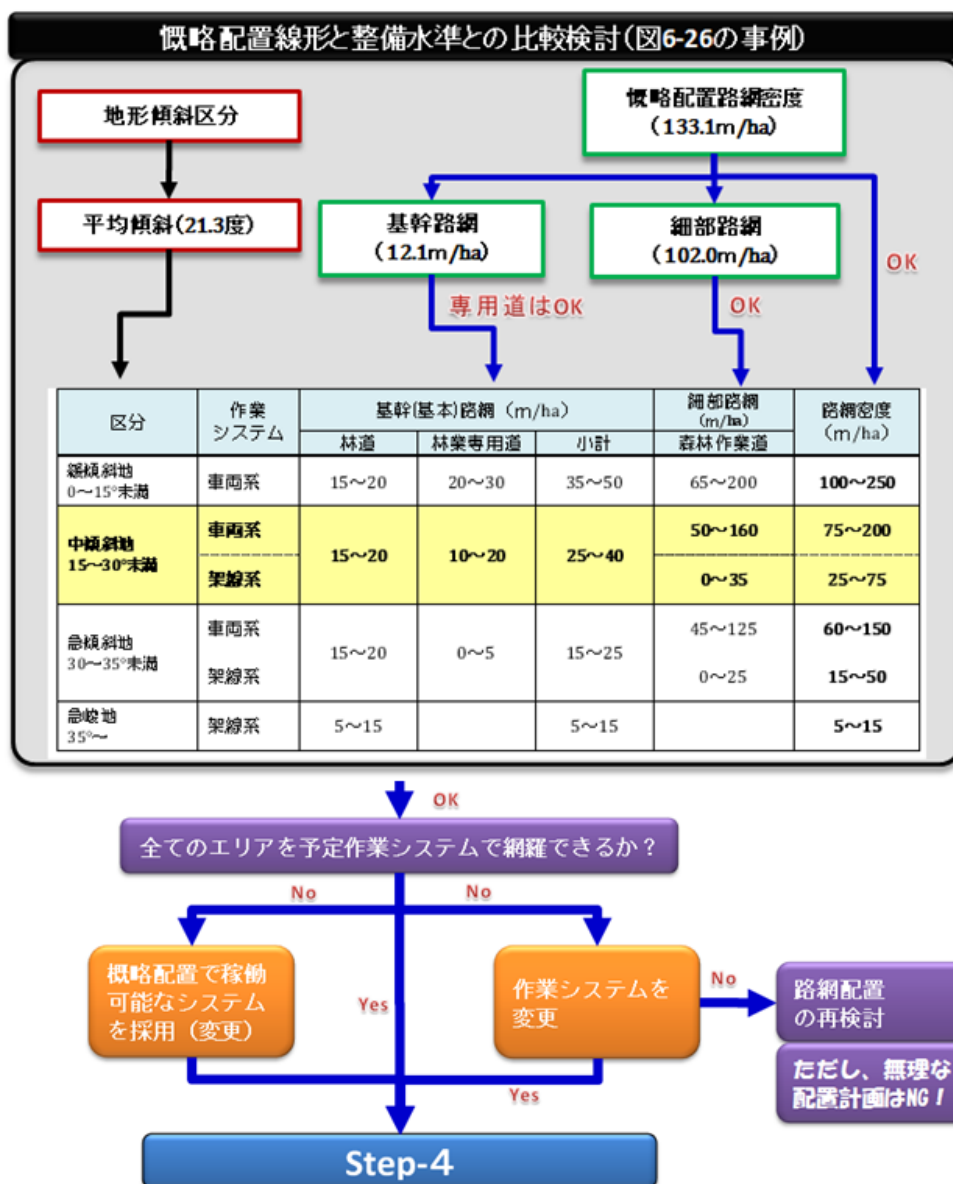 慨略配置線形と整備水準との比較検討(図6-26の事例)
地形傾斜区分
慨略配置路網密度
(133.1m/ha)
平均傾斜(21.3度)
基幹路網
(12.1m/ha)
細部路網
(102.0m/ha)
専用道はOK
OK
OK
区分
作業
システム
基幹(基本)路網 (m/ha)
細部路網
(m/ha)
路網密度
(m/ha)
林道
林業専用道
小計
森林作業道
緩傾斜地
0〜15°未満
車両系
15〜20
20〜30
35〜50
65〜200
100〜250
中傾斜地
15〜30°未満
車両系
15〜20
10〜20
25〜40
50〜160
75〜200
架線系
0〜35
25〜75
急傾斜地
30〜35°未満
車両系
15〜20
0〜5
15〜25
45〜125
60〜150
架線系
0〜25
15〜50
急峻地
35°〜
架線系
5〜15
5〜15
5〜15
OK
全てのエリアを予定作業システムで網羅できるか?
No
No
概略配置で稼働
可能なシステム
を採用(変更)
Yes
作業システムを
変更
No
路網配置
の再検討
ただし、無理な
配置計画はNG!
Yes
Step-4